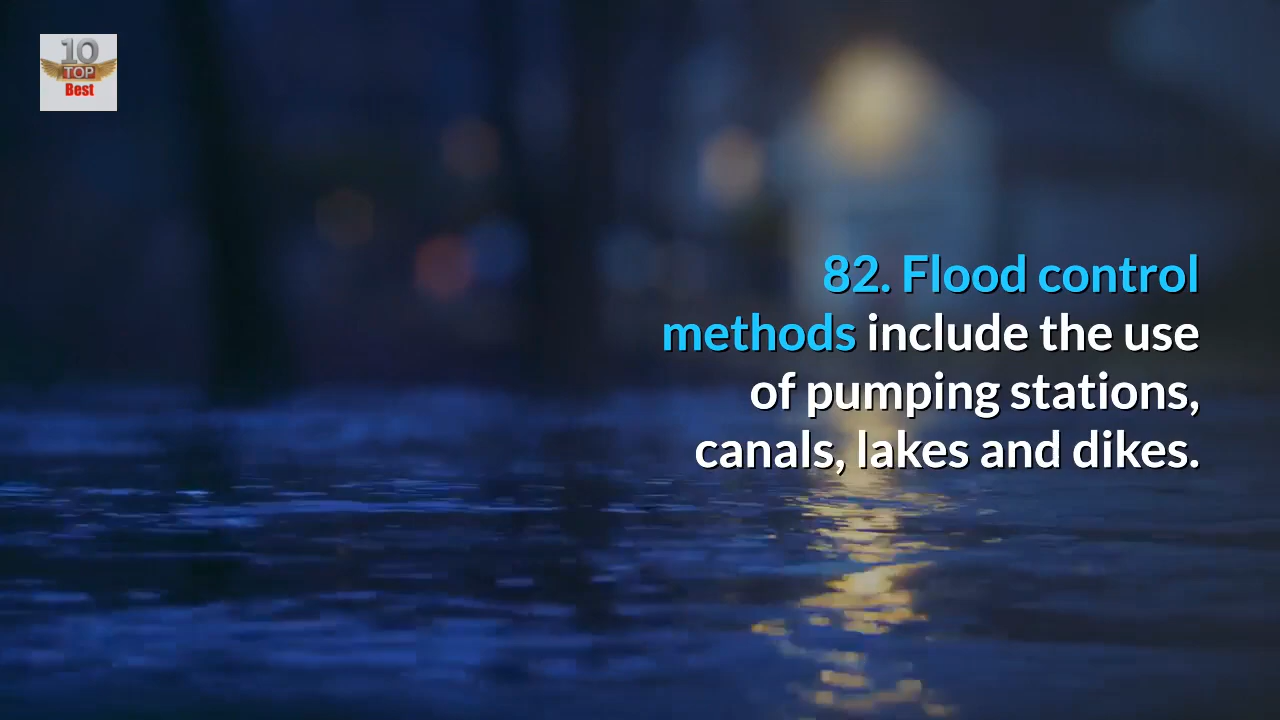 10
TOP
Best
82. Flood control
methods include the use
of pumping stations,
canals, lakes and dikes.